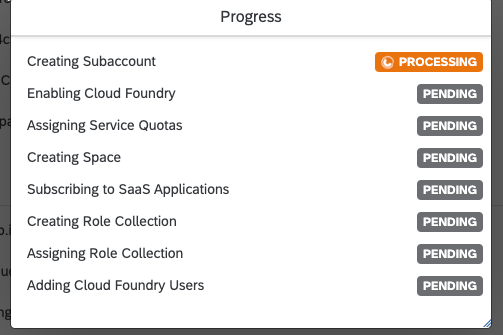 Progress
Creating Subaccount PROCESSING
Enabling Cloud Foundry PENDING
Assigning Service Quotas PENDING
Creating Space PENDING
Subscribing to SaaS Applications PENDING
Creating Role Collection PENDING
Assigning Role Collection PENDING
Adding Cloud Foundry Users PENDING